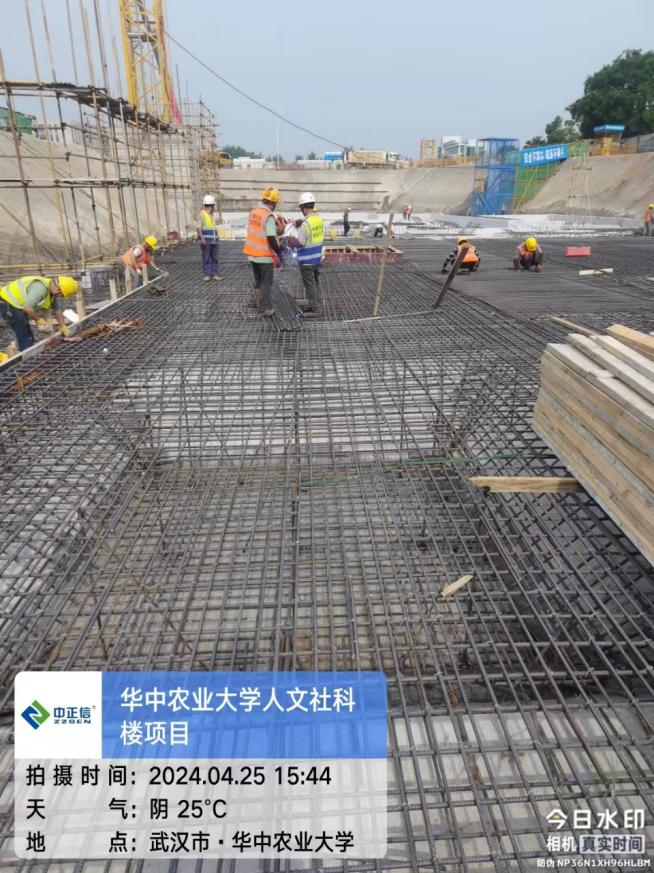 中正信
ZZGEN
华中农业大学人文社科
楼项目
拍摄时间：2024.04.25 15:44
天 气：阴 25°C
地 点：武汉市·华中农业大学
今日水印
相机 真实时间
防伪 NP36N1XH96HLBM